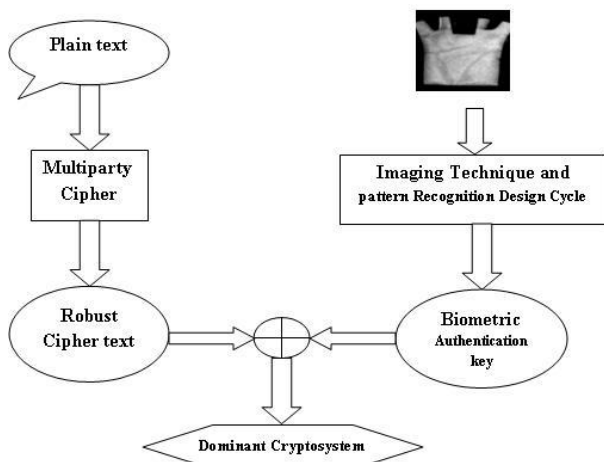 Plain text
Multiparty
Cipher
Imaging Technique and
pattern Recognition Design Cycle
Robust
Cipher text
Biometric
Authentication
key
Dominant Cryptosystem